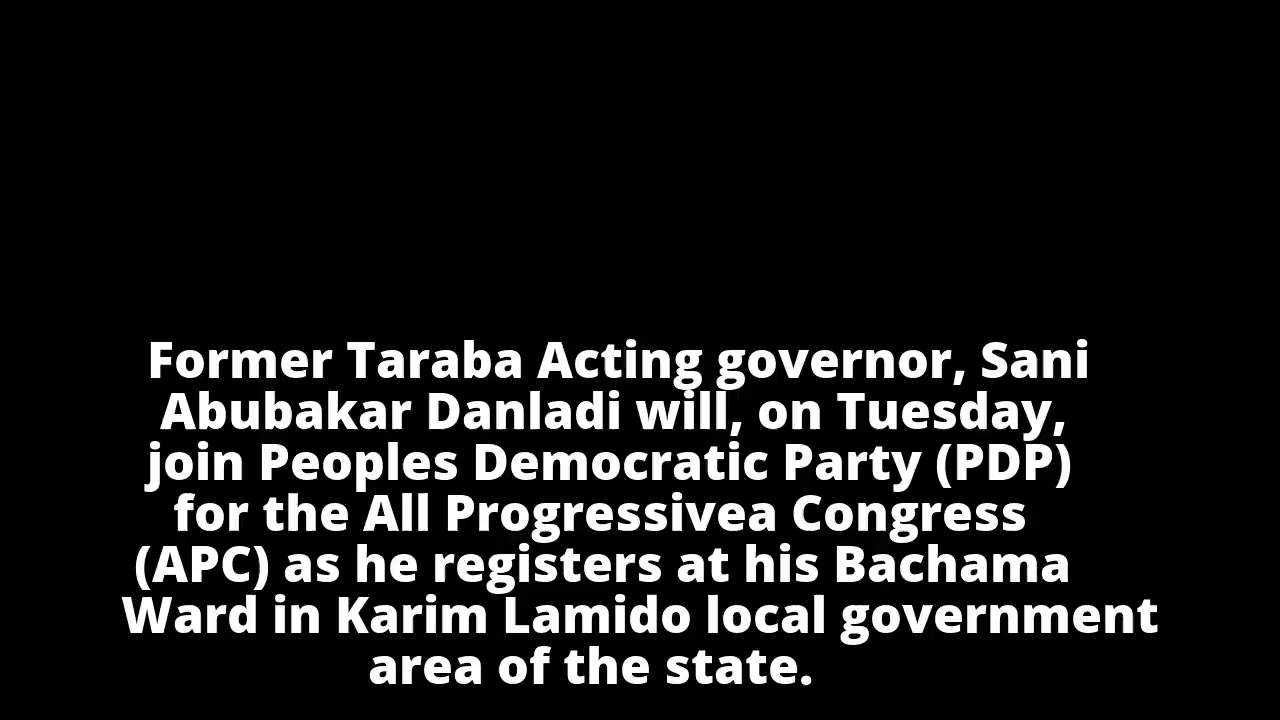 Former Taraba Acting governor, Sani
Abubakar Danladi will, on Tuesday,
join Peoples Democratic Party (PDP)
for the All Progressivea Congress
(APC) as he registers at his Bachama
Ward in Karim Lamido local government
area of the state.